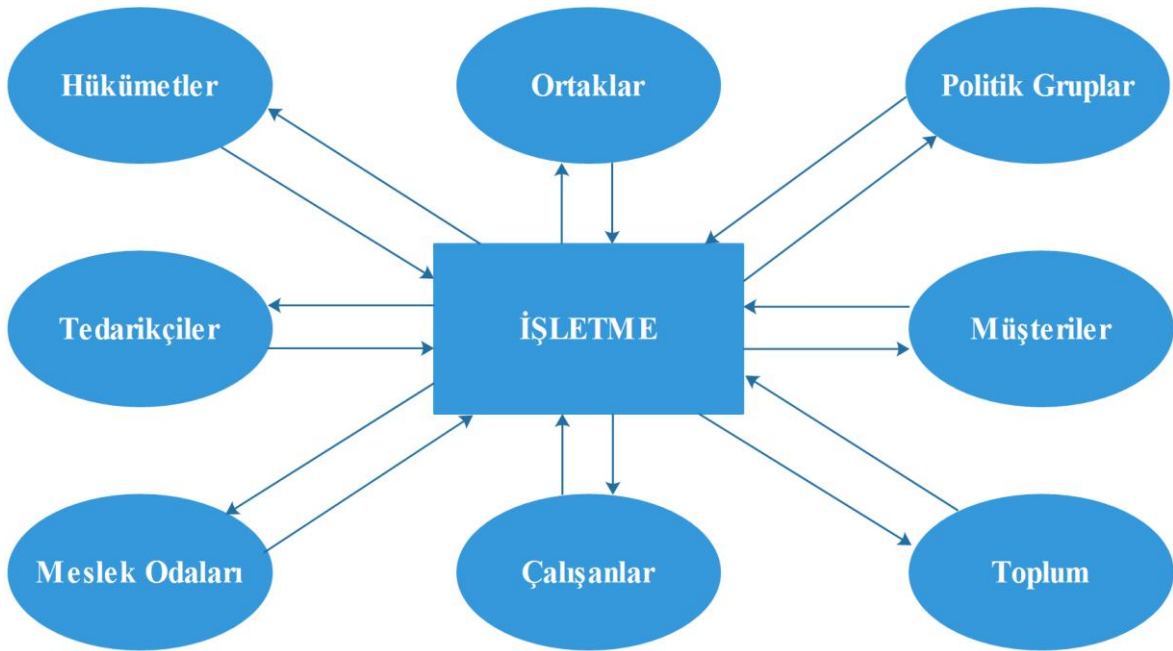 Hükümetler
Ortaklar
Politik Gruplar
Tedarikçiler
İŞLETME
Müşteriler
Meslek Odaları
Çalışanlar
Toplum